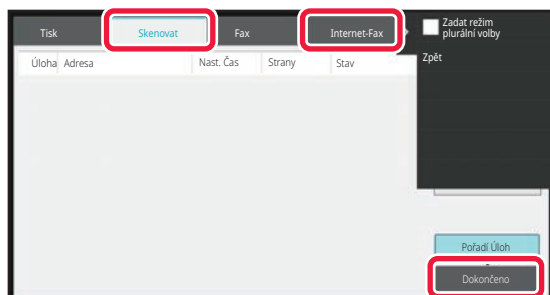 Tisk Skenovat Fax Internet-Fax
Zadat režim
plurální volby
Zpět
Úloha Adresa Nast. Čas Strany Stav
Pořadí Úloh
Dokončeno